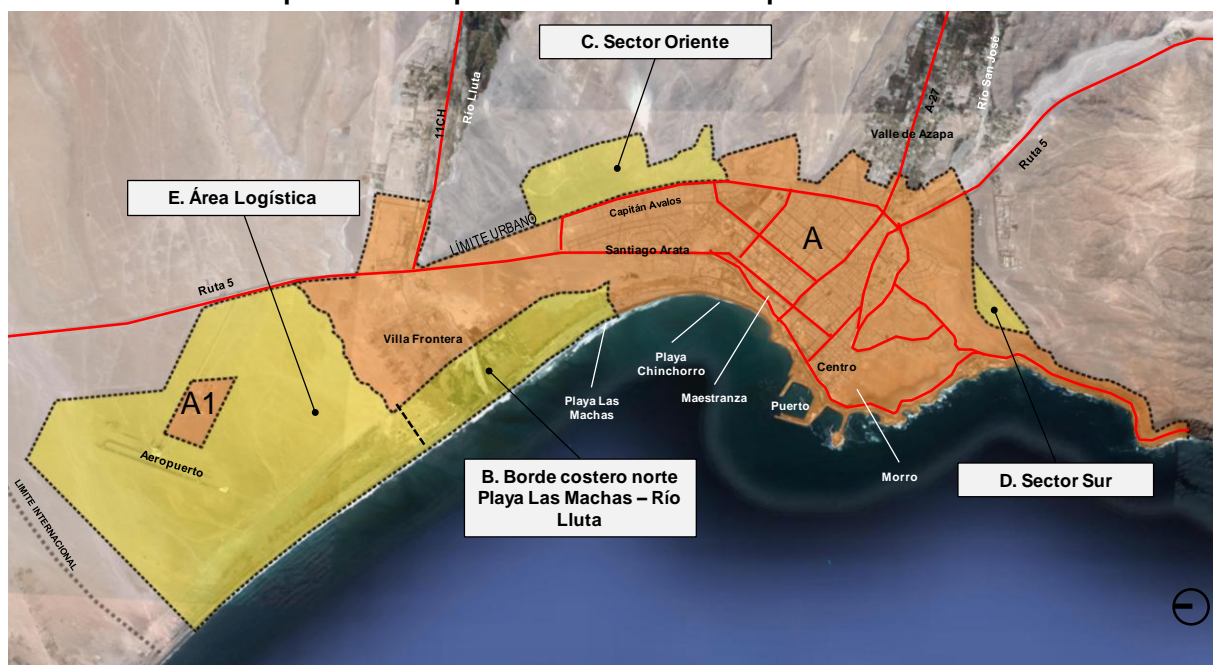 C. Sector Oriente
11CH
Río Lluta
A-27
Río San José
Valle de Azapa
Ruta 5
E. Área Logística
LÍMITE URBANO
Capitán Avalos
A
Santiago Arata
Ruta 5
Villa Frontera
Playa
Chinchorro
Centro
A1
Playa Las
Machas
Maestranza
Puerto
Aeropuerto
Morro
B. Borde costero norte
Playa Las Machas – Río
Lluta
D. Sector Sur
LIMITE INTERNACIONAL